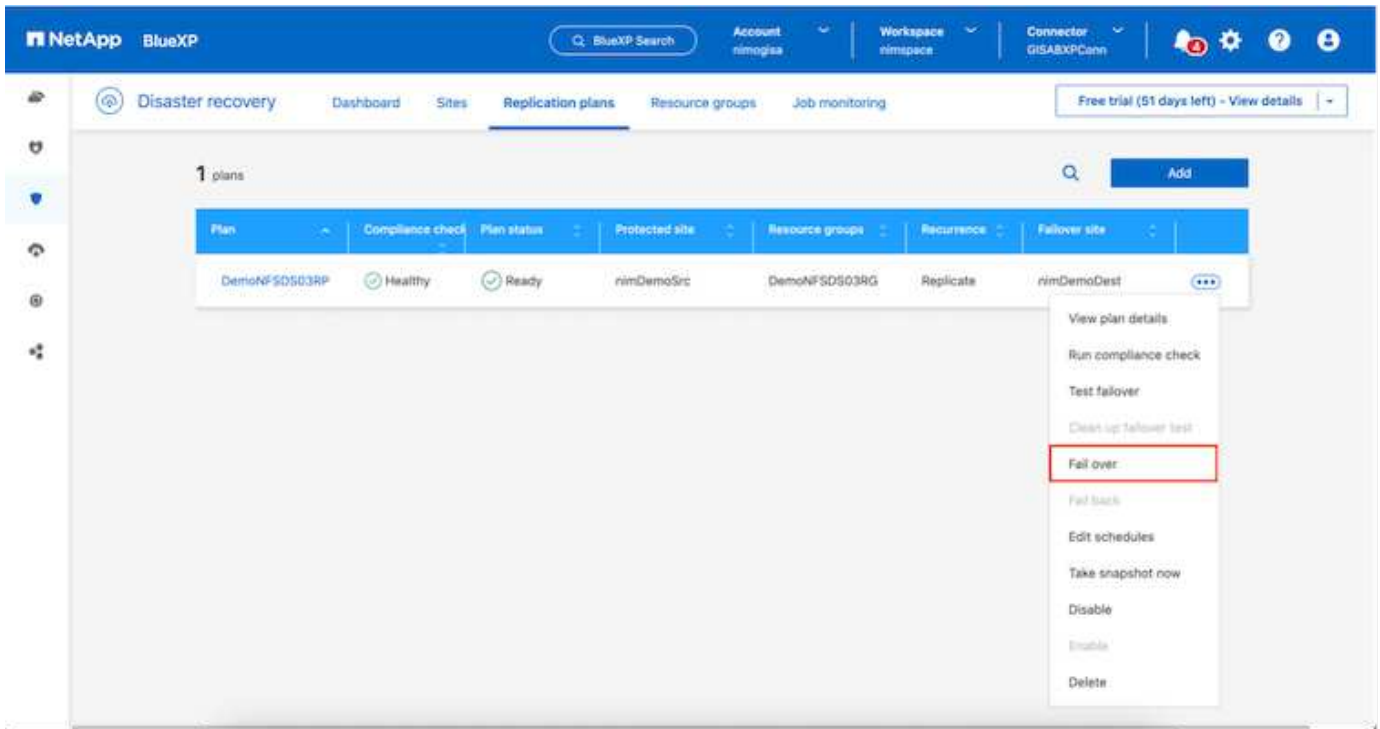 NetApp BlueXP BlueXP Search Account nimogisa Workspace nimspace Connector GISABXPConn 4
Disaster recovery Dashboard Sites Replication plans Resource groups Job monitoring Free trial (51 days left) - View details
1 plans Add
Plan Compliance check Plan status Protected site Resource groups Recurrence Failover site
DemoNFSDS03RP Healthy Ready nimDemoSrc DemoNFSDS03RG Replicate nimDemoDest
View plan details
Run compliance check
Test failover
Clean up failover test
Fail over
Fail back
Edit schedules
Take snapshot now
Disable
Enable
Delete